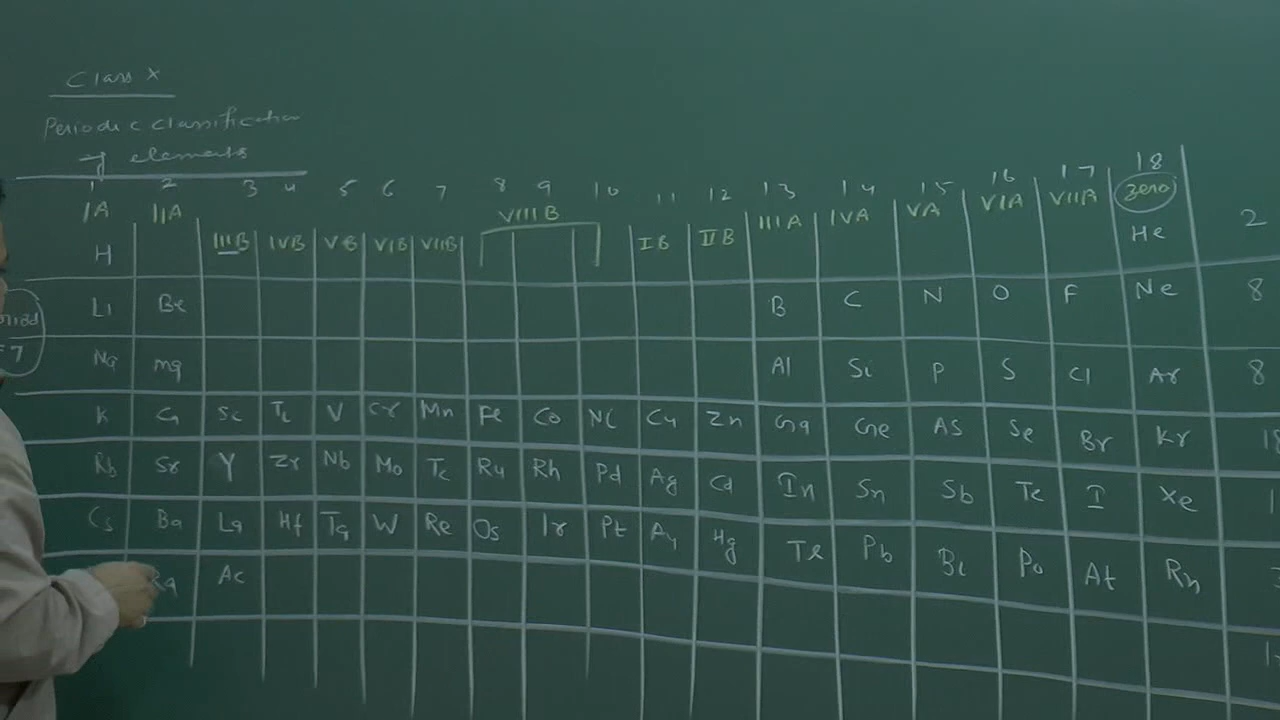 Class X
Periodic classification
of elements
1 2 3 4 5 6 7 8 9 10 11 12 13 14 15 16 17 18
IA IIA IIIB IVB VB VIB VIIB VIIIB IB IIB IIIA IVA VA VIA VIIA zero
H He 2
Li Be B C N O F Ne 8
Na mg Al Si P S Cl Ar 8
= 7
K Ca Sc Ti V Cr Mn Fe Co Ni Cu Zn Ga Ge AS Se Br Kr 18
Rb Sr Y Zr Nb Mo Tc Ru Rh Pd Ag Cd In Sn Sb Te I Xe
Cs Ba La Hf Ta W Re Os Ir Pt Au Hg Tl Pb Bi Po At Rn
Ra Ac